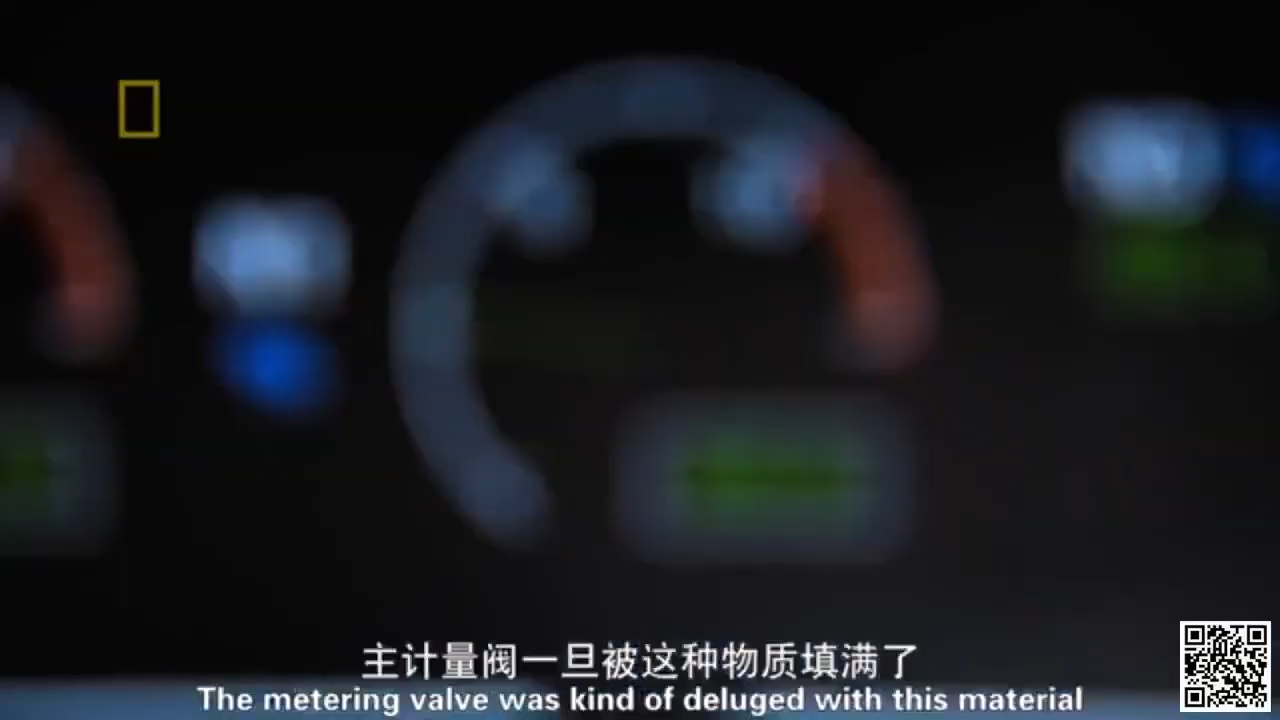 主计量阀一旦被这种物质填满了
The metering valve was kind of deluged with this material